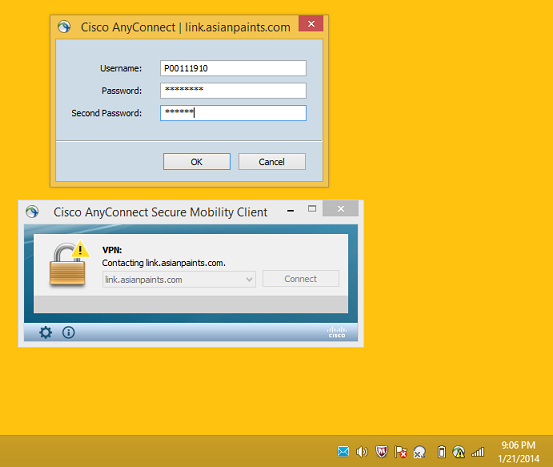 Cisco AnyConnect | link.asianpaints.com
Username: P00111910
Password: ********
Second Password: ******
OK Cancel
Cisco AnyConnect Secure Mobility Client
VPN:
Contacting link.asianpaints.com.
link.asianpaints.com Connect
CISCO
9:06 PM
1/21/2014